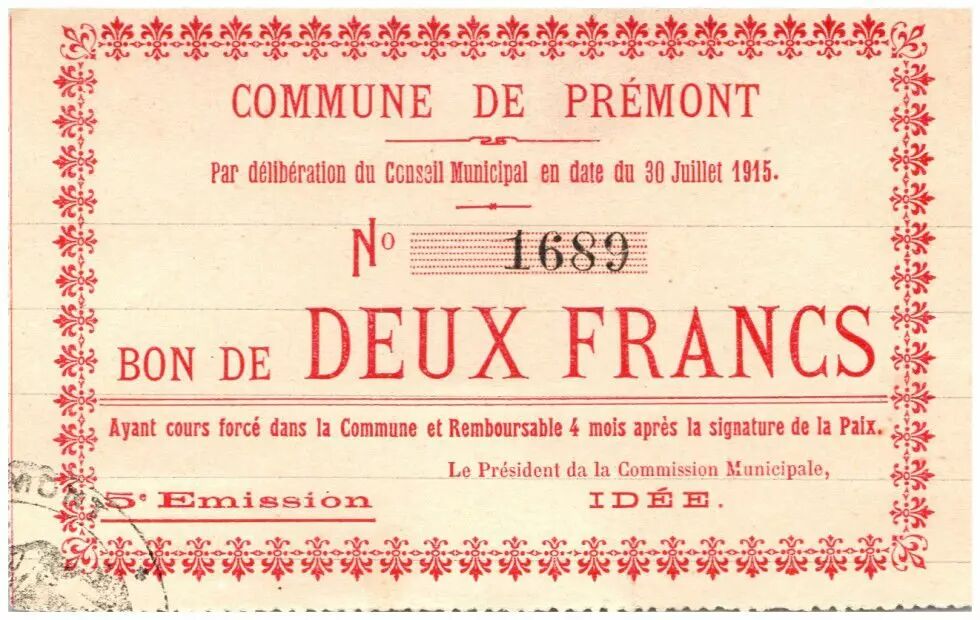 COMMUNE DE PRÉMONT
Par délibération du Conseil Municipal en date du 30 Juillet 1915.
No 1689
BON DE DEUX FRANCS
Ayant cours forcé dans la Commune et Remboursable 4 mois après la signature de la Paix.
Le Président da la Commission Municipale,
5e Emission
IDÉE.